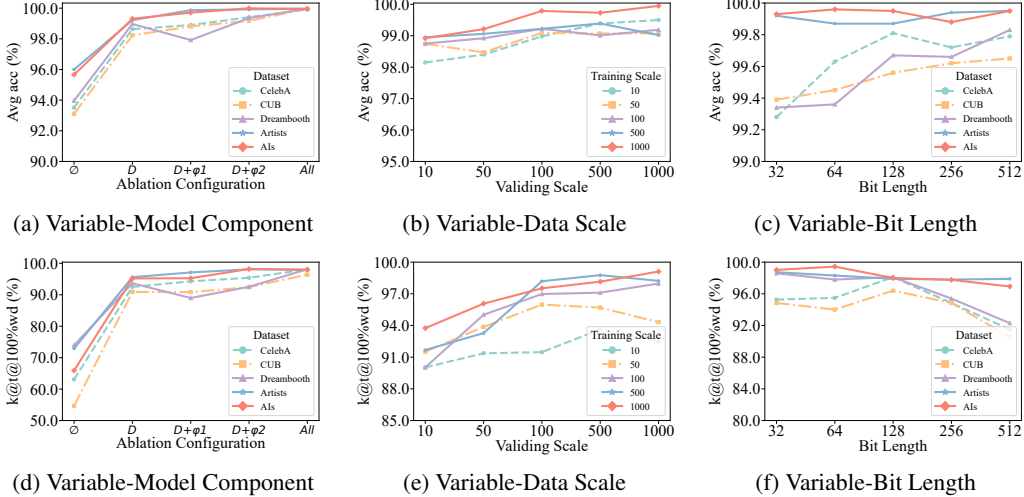 Avg acc (%)
100.0
98.0
96.0
94.0
92.0
90.0
∅ D D+φ1 D+φ2 All
Ablation Configuration
Dataset
CelebA
CUB
Dreambooth
Artists
AIs
(a) Variable-Model Component
Avg acc (%)
100.0
99.0
98.0
97.0
96.0
95.0
10 50 100 500 1000
Validing Scale
Training Scale
10
50
100
500
1000
(b) Variable-Data Scale
Avg acc (%)
100.0
99.8
99.6
99.4
99.2
99.0
32 64 128 256 512
Bit Length
Dataset
CelebA
CUB
Dreambooth
Artists
AIs
(c) Variable-Bit Length
k@t@100%wd (%)
100.0
90.0
80.0
70.0
60.0
50.0
∅ D D+φ1 D+φ2 All
Ablation Configuration
Dataset
CelebA
CUB
Dreambooth
Artists
AIs
(d) Variable-Model Component
k@t@100%wd (%)
100.0
97.0
94.0
91.0
88.0
85.0
10 50 100 500 1000
Validing Scale
Training Scale
10
50
100
500
1000
(e) Variable-Data Scale
k@t@100%wd (%)
100.0
96.0
92.0
88.0
84.0
80.0
32 64 128 256 512
Bit Length
Dataset
CelebA
CUB
Dreambooth
Artists
AIs
(f) Variable-Bit Length